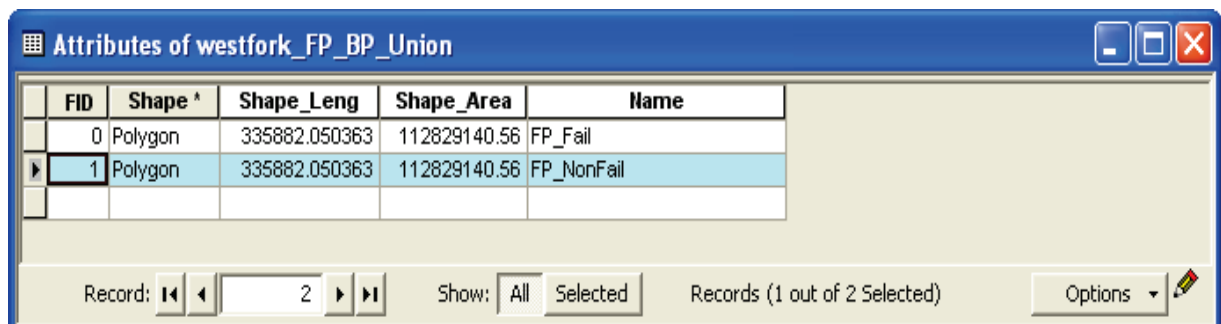 Attributes of westfork_FP_BP_Union
FID Shape * Shape_Leng Shape_Area Name
0 Polygon 335882.050363 112829140.56 FP_Fail
1 Polygon 335882.050363 112829140.56 FP_NonFail
Record: 2 Show: All Selected Records (1 out of 2 Selected) Options